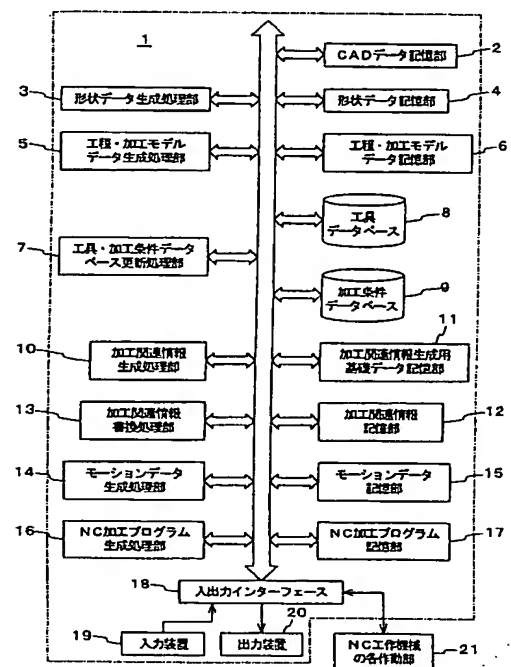 1
CADデータ記憶部
2
3
形状データ生成処理部
形状データ記憶部
4
5
工程・加工モデル
データ生成処理部
工程・加工モデル
データ記憶部
6
工具
データベース
8
7
工具・加工条件データ
ベース更新処理部
加工条件
データベース
9
11
10
加工関連情報
生成処理部
加工関連情報生成用
基礎データ記憶部
13
加工関連情報
書換処理部
加工関連情報
記憶部
12
14
モーションデータ
生成処理部
モーションデータ
記憶部
15
16
NC加工プログラム
生成処理部
NC加工プログラム
記憶部
17
18
入出力インターフェース
19
入力装置
20
出力装置
NC工作機械
の各作動部
21